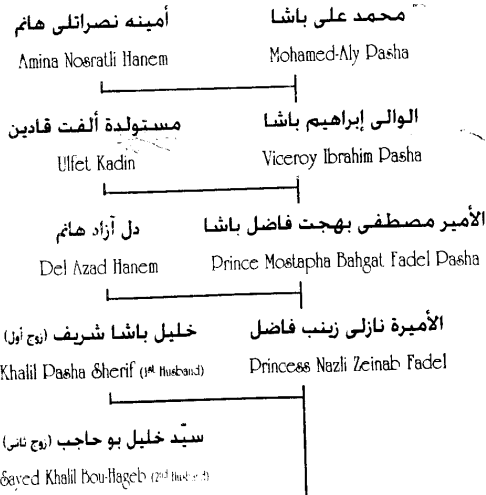 أمينه نصراتلى هانم
محمد على باشا
Amina Nosratli Hanem
Mohamed-Aly Pasha
مستولدة ألفت قادين
الوالى إبراهيم باشا
Ulfet Kadin
Viceroy Ibrahim Pasha
دل آزاد هانم
الأمير مصطفى بهجت فاضل باشا
Del Azad Hanem
Prince Mostapha Bahgat Fadel Pasha
خليل باشا شريف (زوج أول)
الأميرة نازلى زينب فاضل
Khalil Pasha Sherif (1st Husband)
Princess Nazli Zeinab Fadel
سيّد خليل بو حاجب (زوج ثانى)
Sayed Khalil Bou-Hageb (2nd Husband)